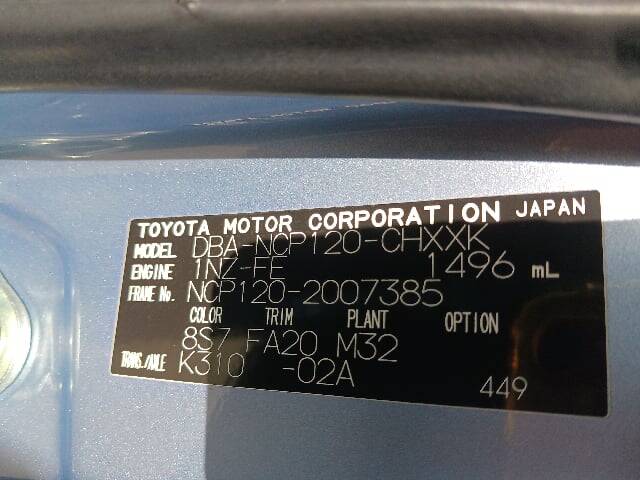 TOYOTA MOTOR CORPORATION JAPAN
MODEL DBA-NCP120-CHXXK
ENGINE 1NZ-FE 1496 mL
FRAME No. NCP120-2007385
COLOR TRIM PLANT OPTION
8S7 FA20 M32
TRANS./AXLE K310 -02A
449